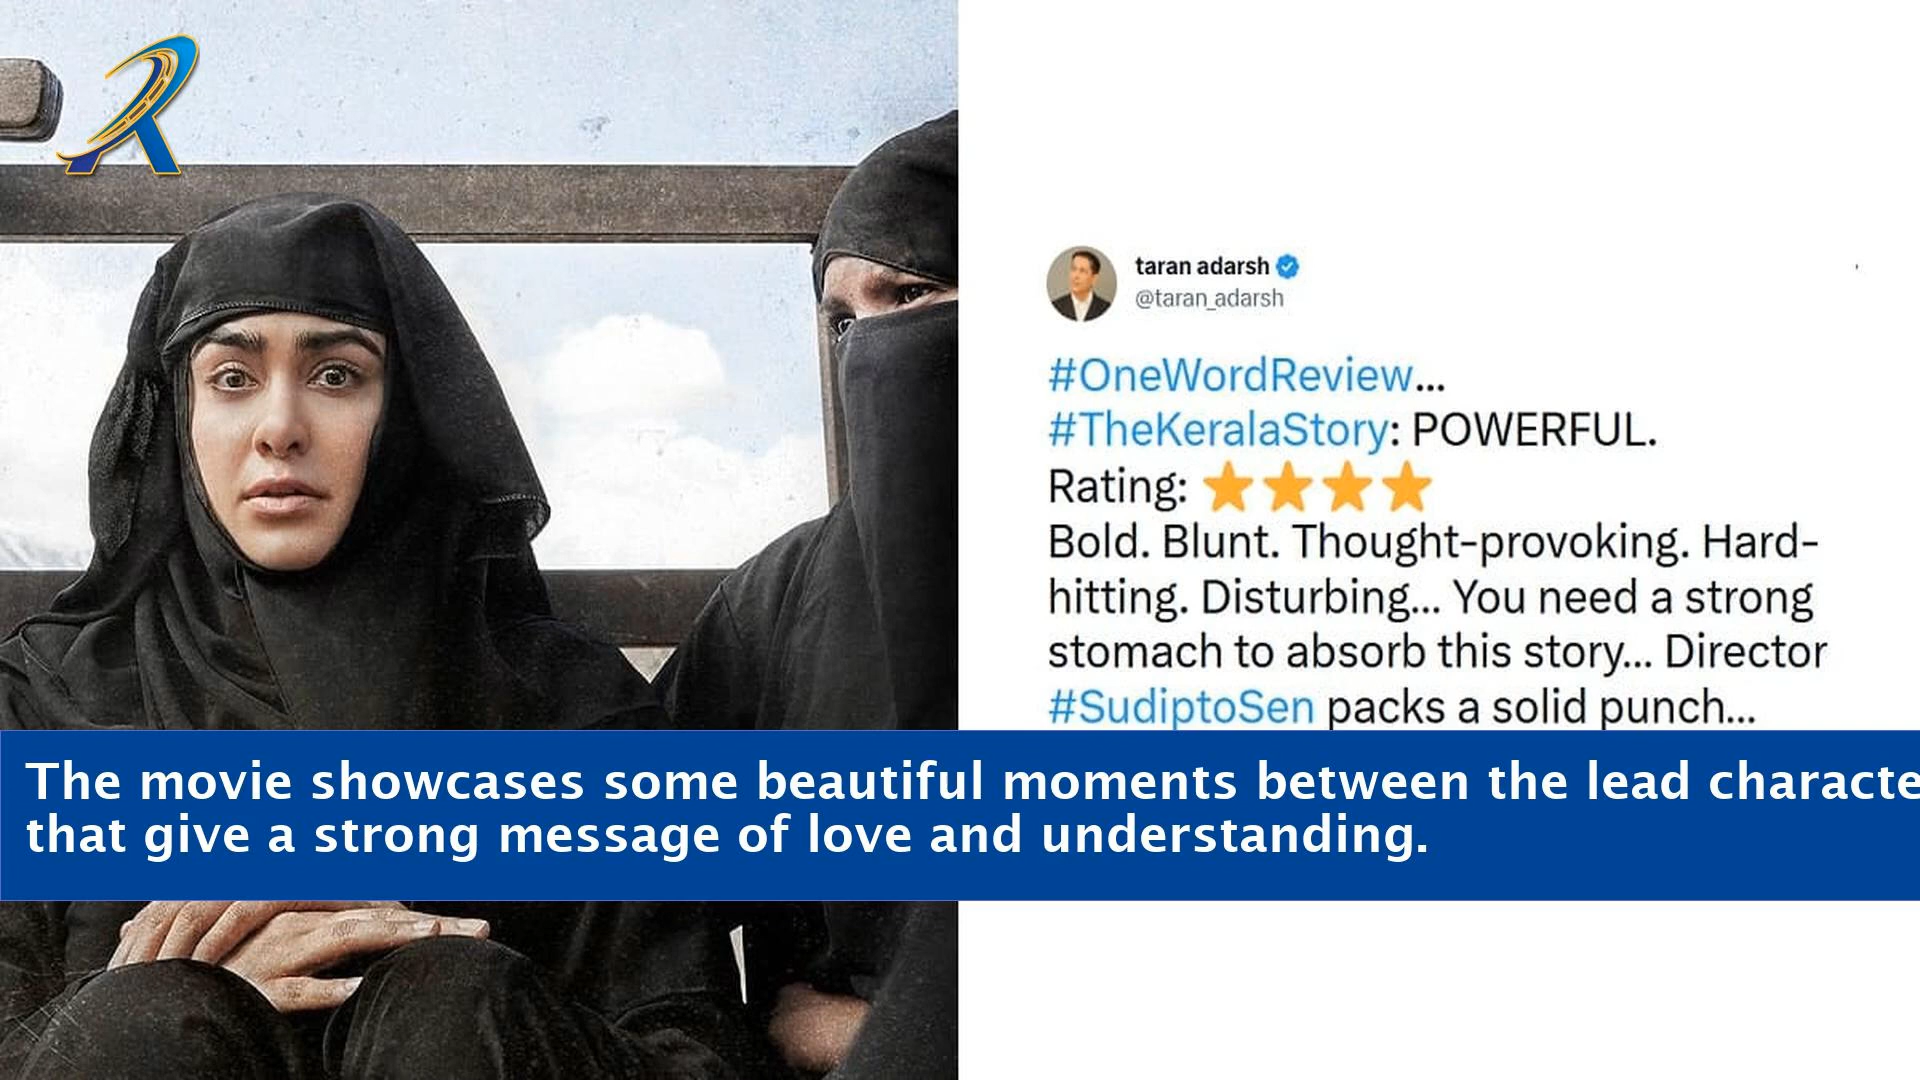 taran adarsh
@taran_adarsh
#OneWordReview...
#TheKeralaStory: POWERFUL.
Rating: ⭐⭐⭐⭐
Bold. Blunt. Thought-provoking. Hard-
hitting. Disturbing... You need a strong
stomach to absorb this story... Director
#SudiptoSen packs a solid punch...
The movie showcases some beautiful moments between the lead characte
that give a strong message of love and understanding.